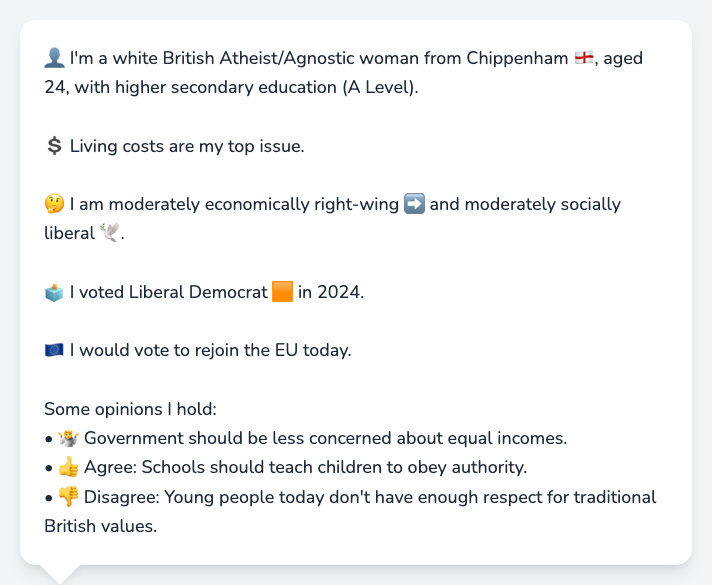 👤 I'm a white British Atheist/Agnostic woman from Chippenham 🏴󠁧󠁢󠁥󠁮󠁧󠁿, aged
24, with higher secondary education (A Level).
💲 Living costs are my top issue.
🤔 I am moderately economically right-wing ➡️ and moderately socially
liberal 🕊️.
🗳️ I voted Liberal Democrat 🟧 in 2024.
🇪🇺 I would vote to rejoin the EU today.
Some opinions I hold:
• 🤷 Government should be less concerned about equal incomes.
• 👍 Agree: Schools should teach children to obey authority.
• 👎 Disagree: Young people today don't have enough respect for traditional
British values.